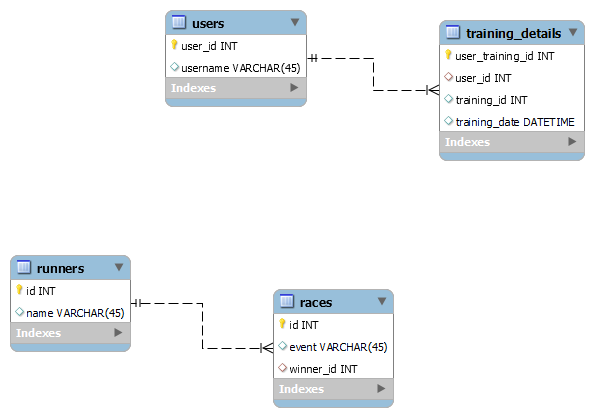 users
user_id INT
username VARCHAR(45)
Indexes
training_details
user_training_id INT
user_id INT
training_id INT
training_date DATETIME
Indexes
runners
id INT
name VARCHAR(45)
Indexes
races
id INT
event VARCHAR(45)
winner_id INT
Indexes